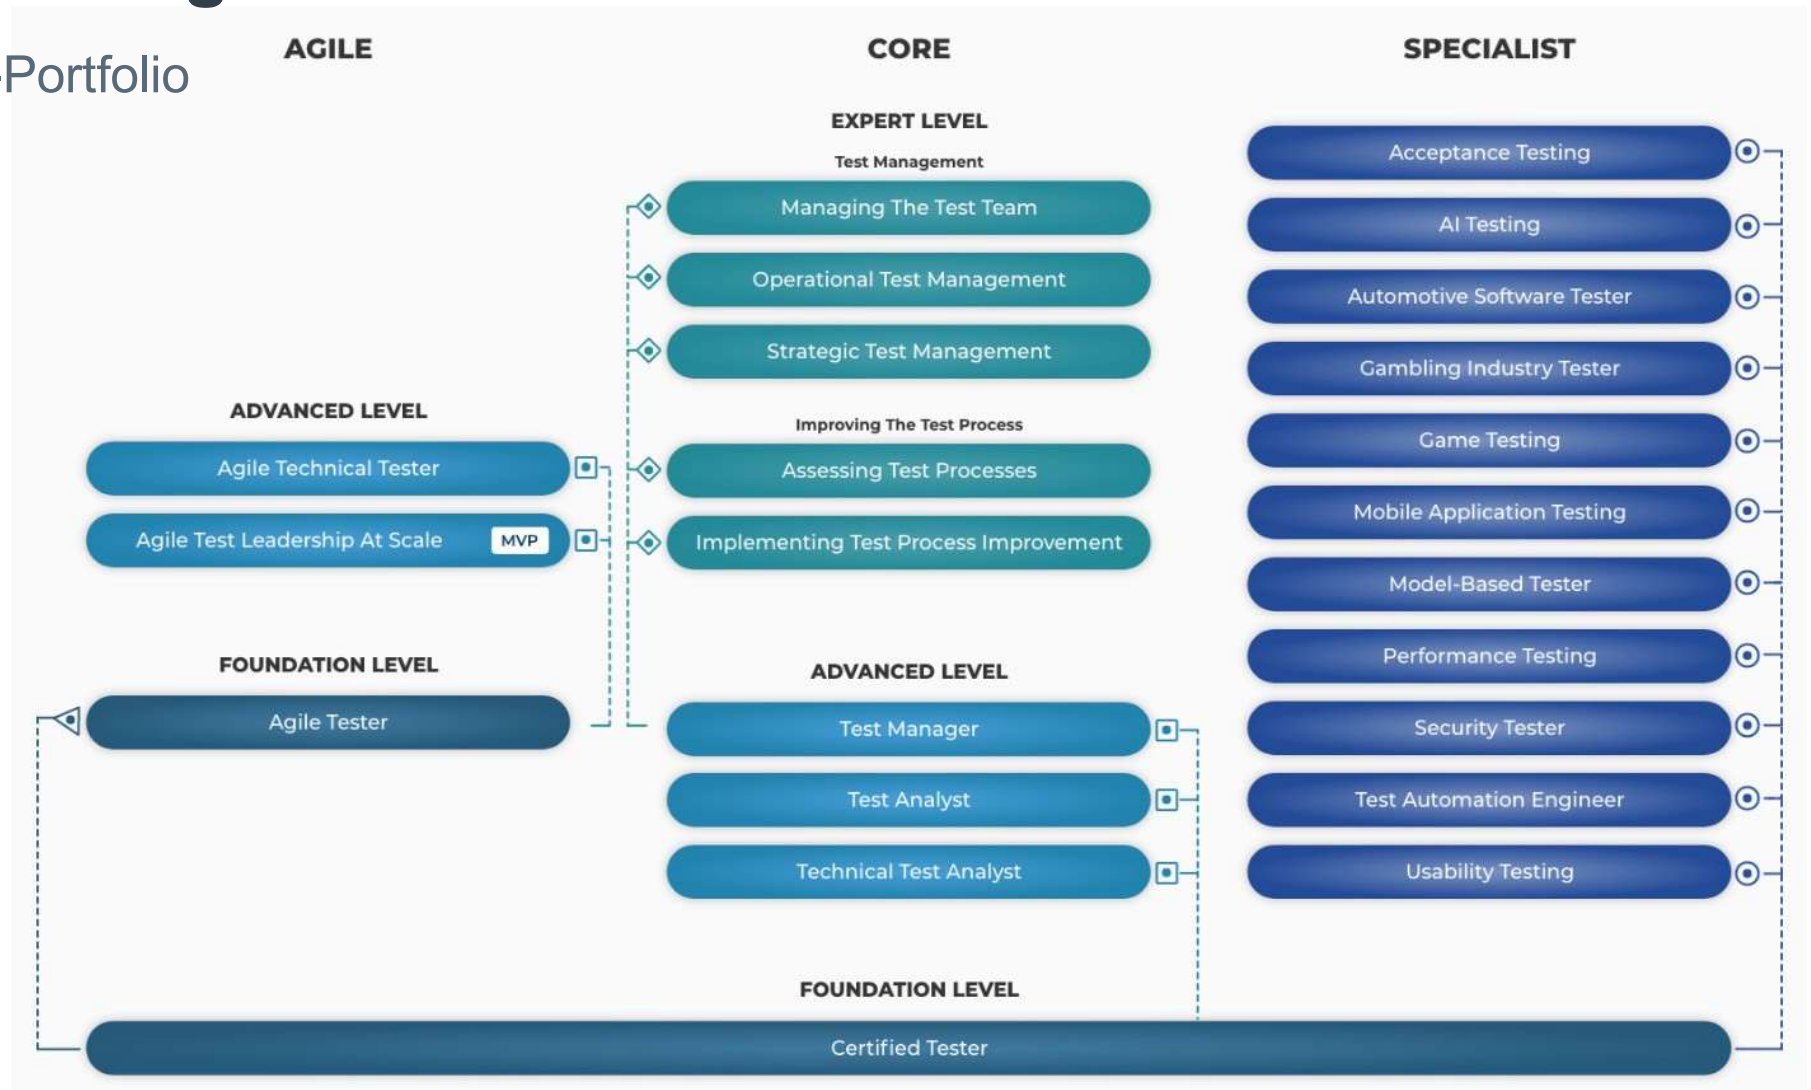 -Portfolio
AGILE
ADVANCED LEVEL
Agile Technical Tester
Agile Test Leadership At Scale MVP
FOUNDATION LEVEL
Agile Tester
CORE
EXPERT LEVEL
Test Management
Managing The Test Team
Operational Test Management
Strategic Test Management
Improving The Test Process
Assessing Test Processes
Implementing Test Process Improvement
ADVANCED LEVEL
Test Manager
Test Analyst
Technical Test Analyst
SPECIALIST
Acceptance Testing
AI Testing
Automotive Software Tester
Gambling Industry Tester
Game Testing
Mobile Application Testing
Model-Based Tester
Performance Testing
Security Tester
Test Automation Engineer
Usability Testing
FOUNDATION LEVEL
Certified Tester